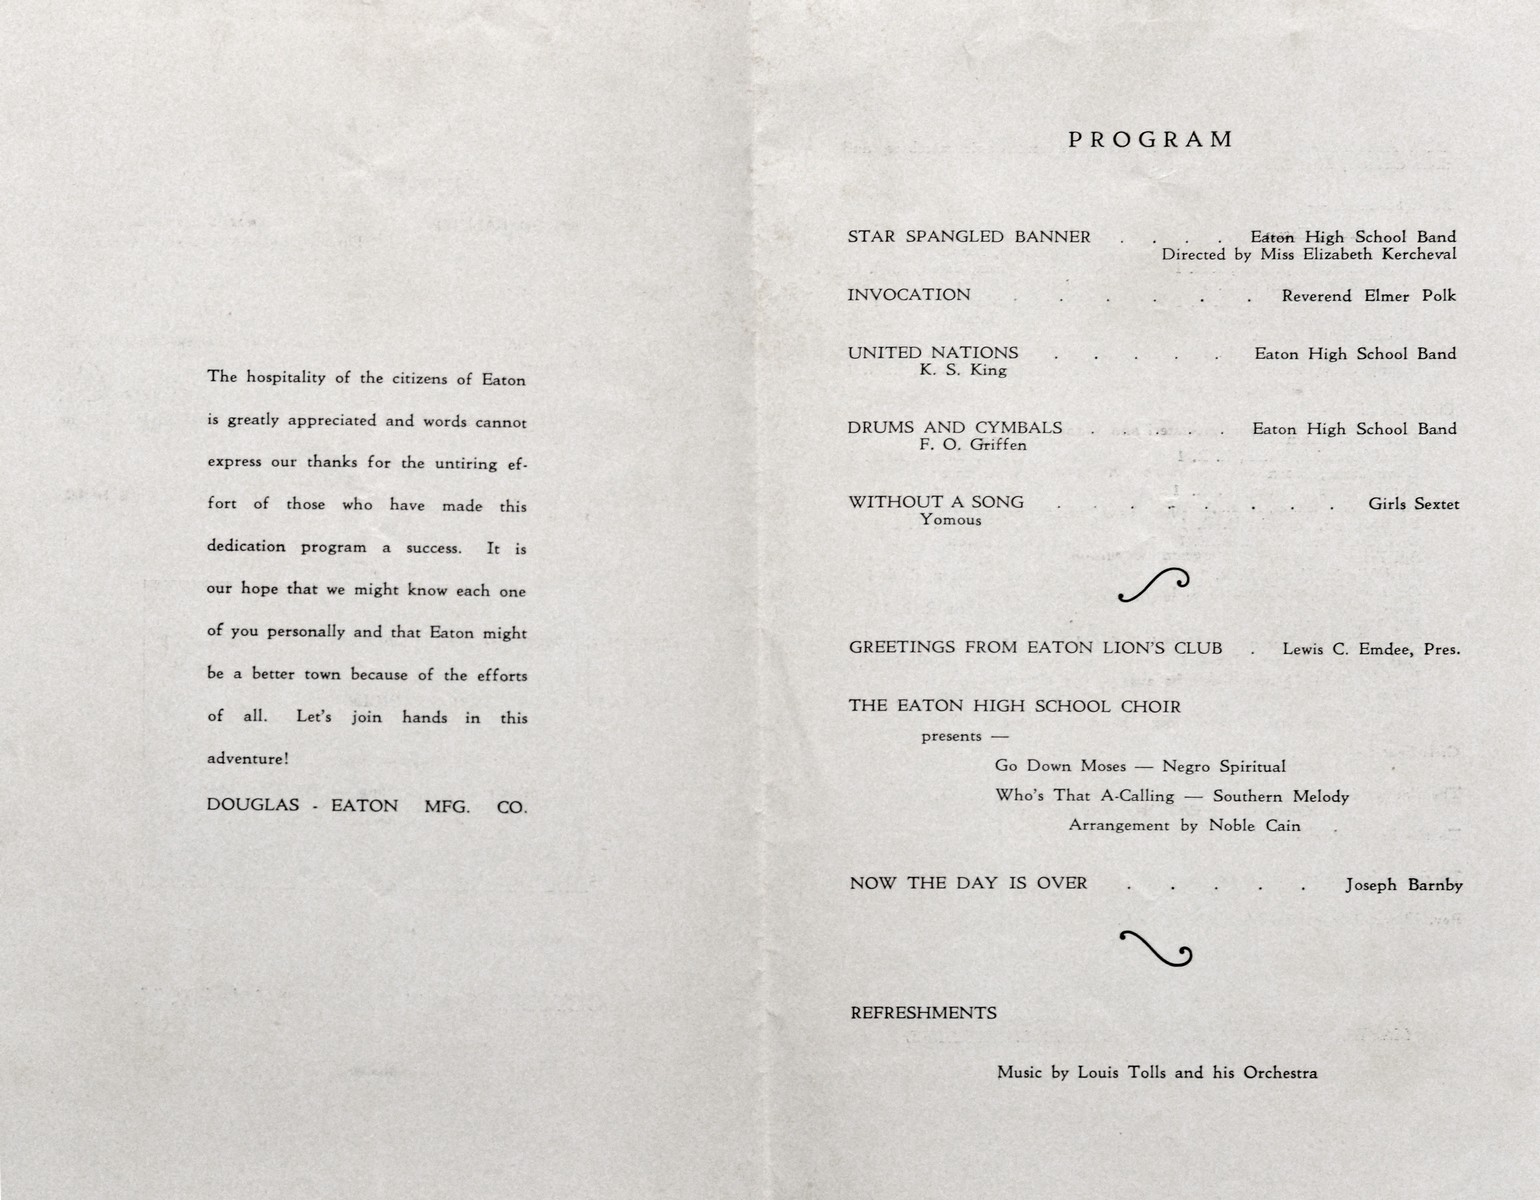 The hospitality of the citizens of Eaton
is greatly appreciated and words cannot
express our thanks for the untiring ef-
fort of those who have made this
dedication program a success. It is
our hope that we might know each one
of you personally and that Eaton might
be a better town because of the efforts
of all. Let's join hands in this
adventure!
DOUGLAS - EATON MFG. CO.
PROGRAM
STAR SPANGLED BANNER . . . . Eaton High School Band
Directed by Miss Elizabeth Kercheval
INVOCATION . . . . . . Reverend Elmer Polk
UNITED NATIONS . . . . . Eaton High School Band
K. S. King
DRUMS AND CYMBALS . . . . . Eaton High School Band
F. O. Griffen
WITHOUT A SONG . . . . . . . . Girls Sextet
Yomous
GREETINGS FROM EATON LION'S CLUB . Lewis C. Emdee, Pres.
THE EATON HIGH SCHOOL CHOIR
presents —
Go Down Moses — Negro Spiritual
Who's That A-Calling — Southern Melody
Arrangement by Noble Cain
NOW THE DAY IS OVER . . . . . Joseph Barnby
REFRESHMENTS
Music by Louis Tolls and his Orchestra